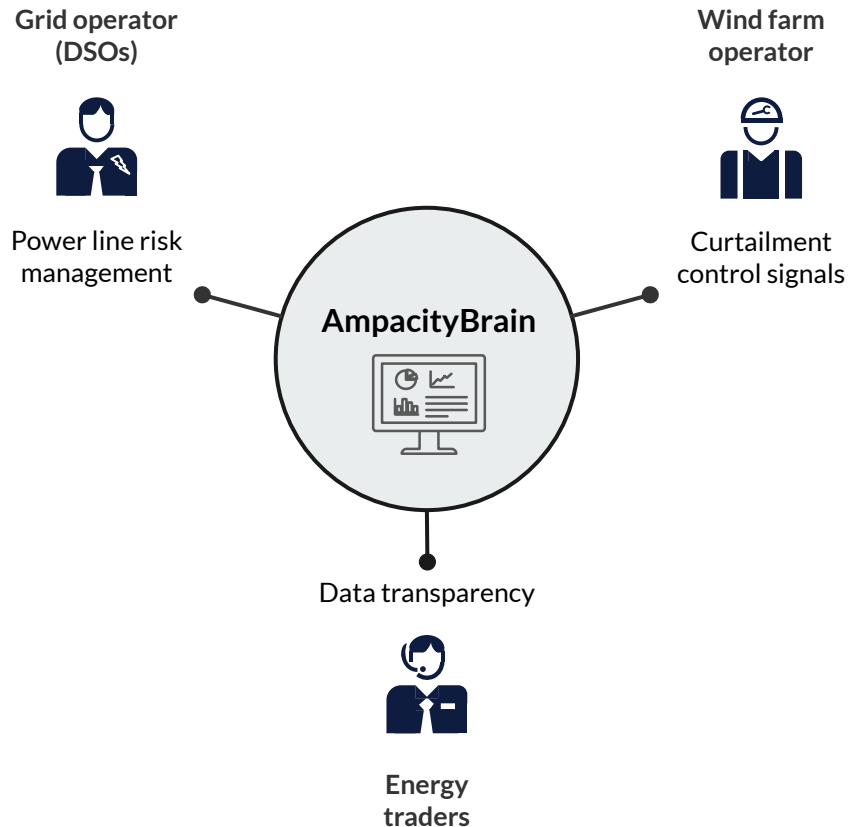 Grid operator
(DSOs)
Power line risk
management
Wind farm
operator
Curtailment
control signals
AmpacityBrain
Data transparency
Energy
traders